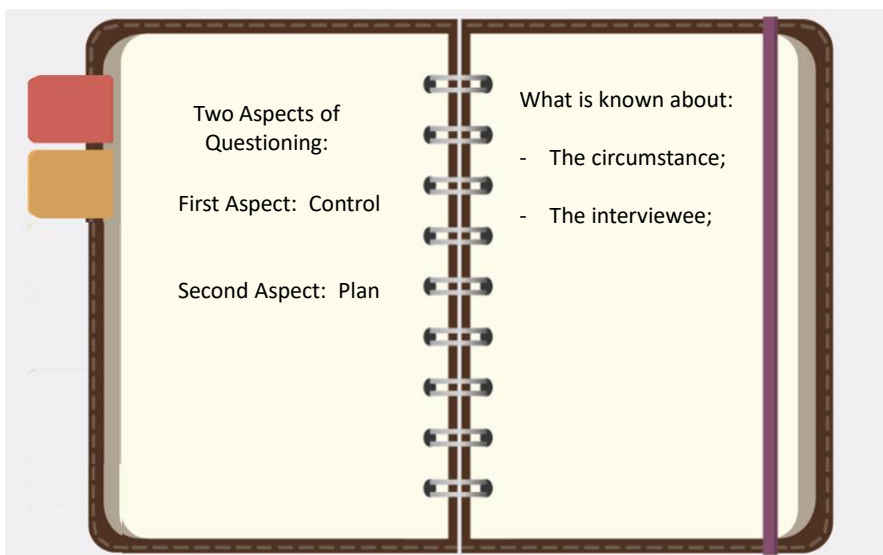 Two Aspects of
Questioning:
First Aspect:  Control
Second Aspect:  Plan
What is known about:
-   The circumstance;
-   The interviewee;